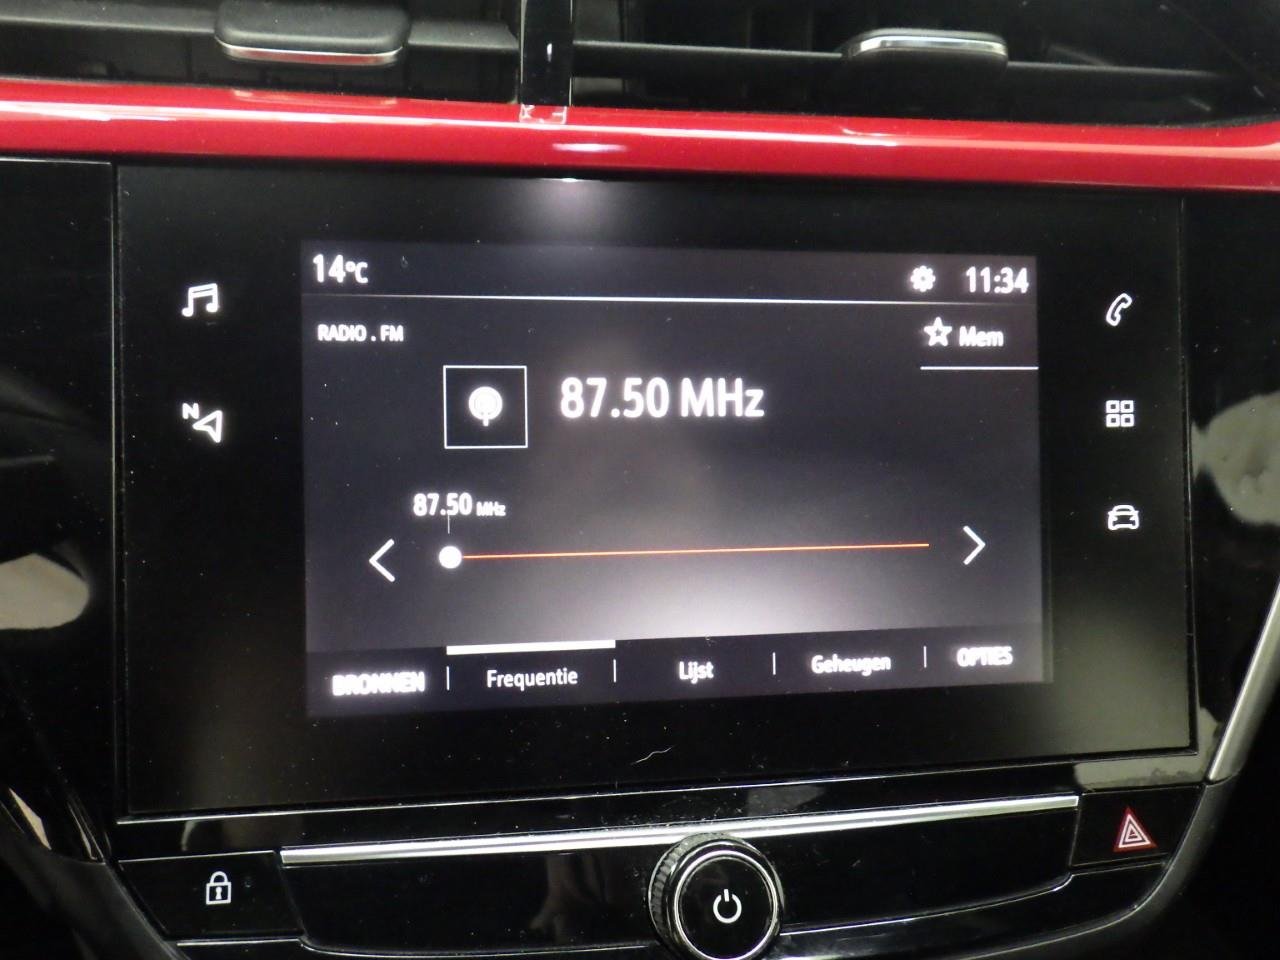 14°C 11:34
RADIO . FM Mem
87.50 MHz
87.50 MHz
N
BRONNEN | Frequentie | Lijst | Geheugen | OPTIES